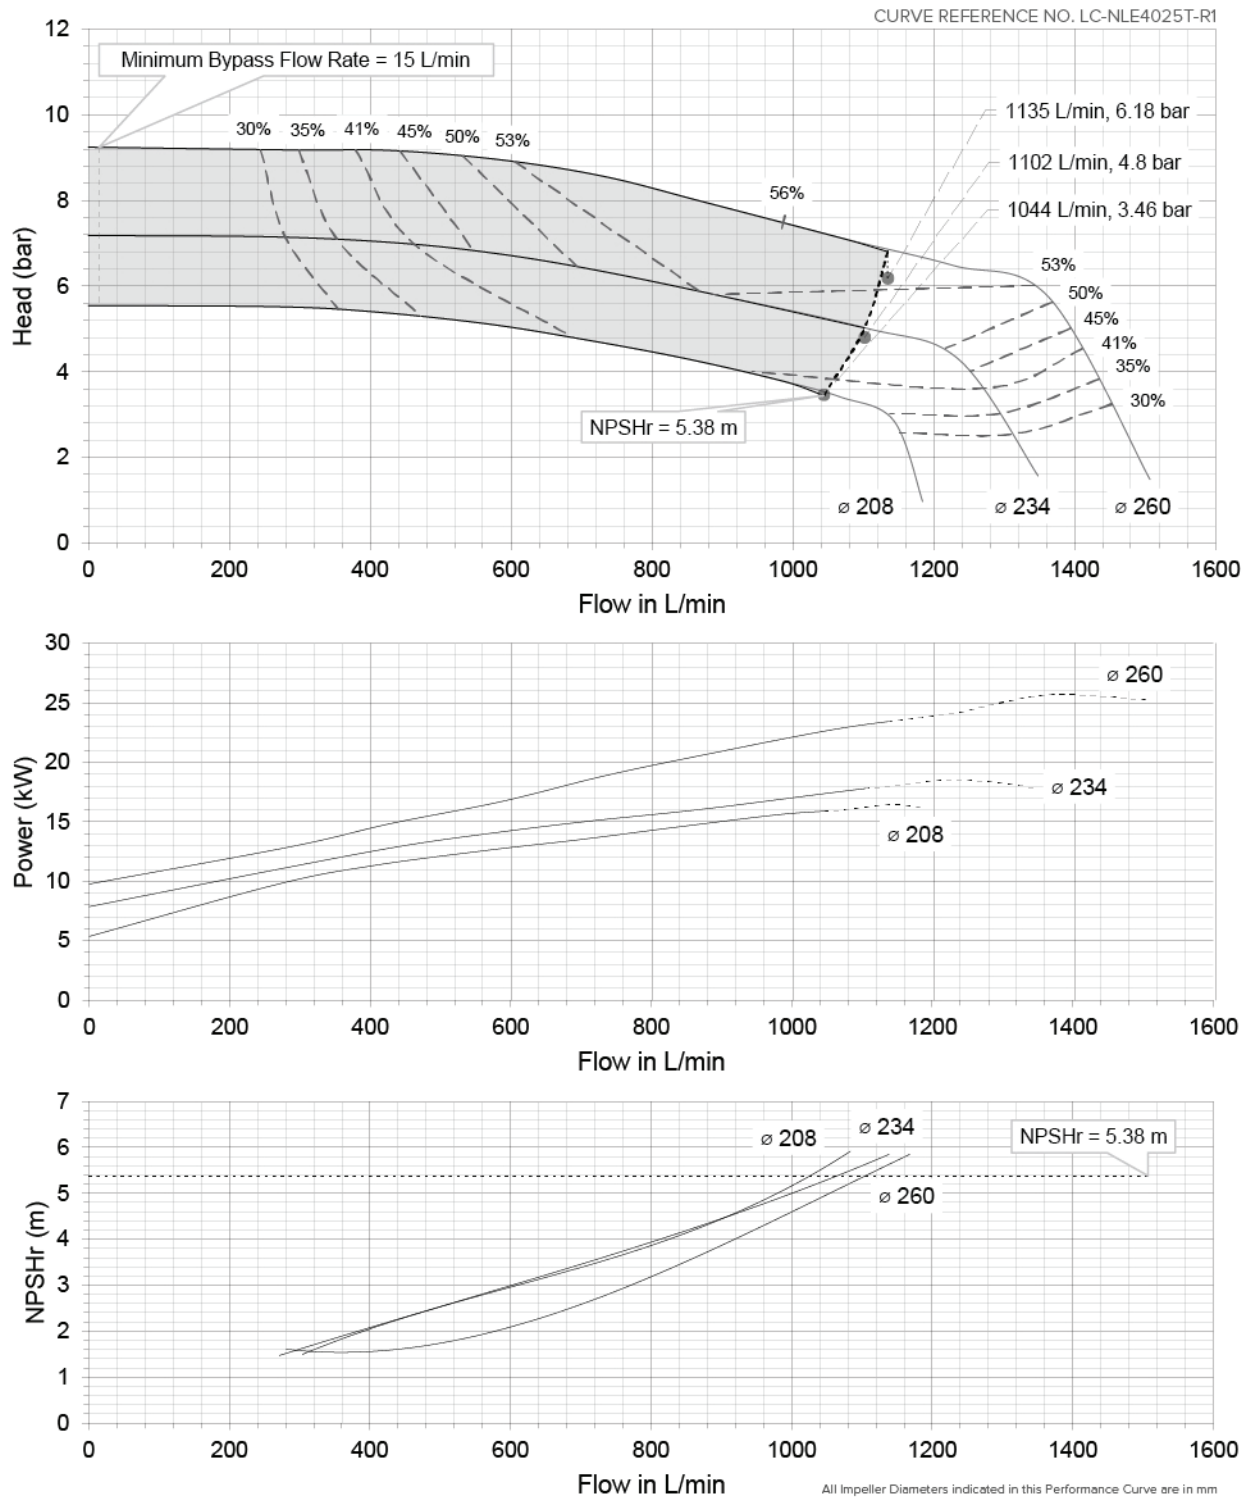 CURVE REFERENCE NO. LC-NLE4025T-R1
12
Minimum Bypass Flow Rate = 15 L/min
1135 L/min, 6.18 bar
10
30% 35% 41% 45% 50% 53%
1102 L/min, 4.8 bar
8
56%
1044 L/min, 3.46 bar
Head (bar)
6
53%
50%
45%
41%
4
35%
30%
NPSHr = 5.38 m
2
⌀ 208 ⌀ 234 ⌀ 260
0
0 200 400 600 800 1000 1200 1400 1600
Flow in L/min
30
⌀ 260
25
20
Power (kW)
⌀ 234
15
⌀ 208
10
5
0
0 200 400 600 800 1000 1200 1400 1600
Flow in L/min
7
⌀ 208 ⌀ 234 NPSHr = 5.38 m
6
5
⌀ 260
4
NPSHr (m)
3
2
1
0
0 200 400 600 800 1000 1200 1400 1600
Flow in L/min
All Impeller Diameters indicated in this Performance Curve are in mm